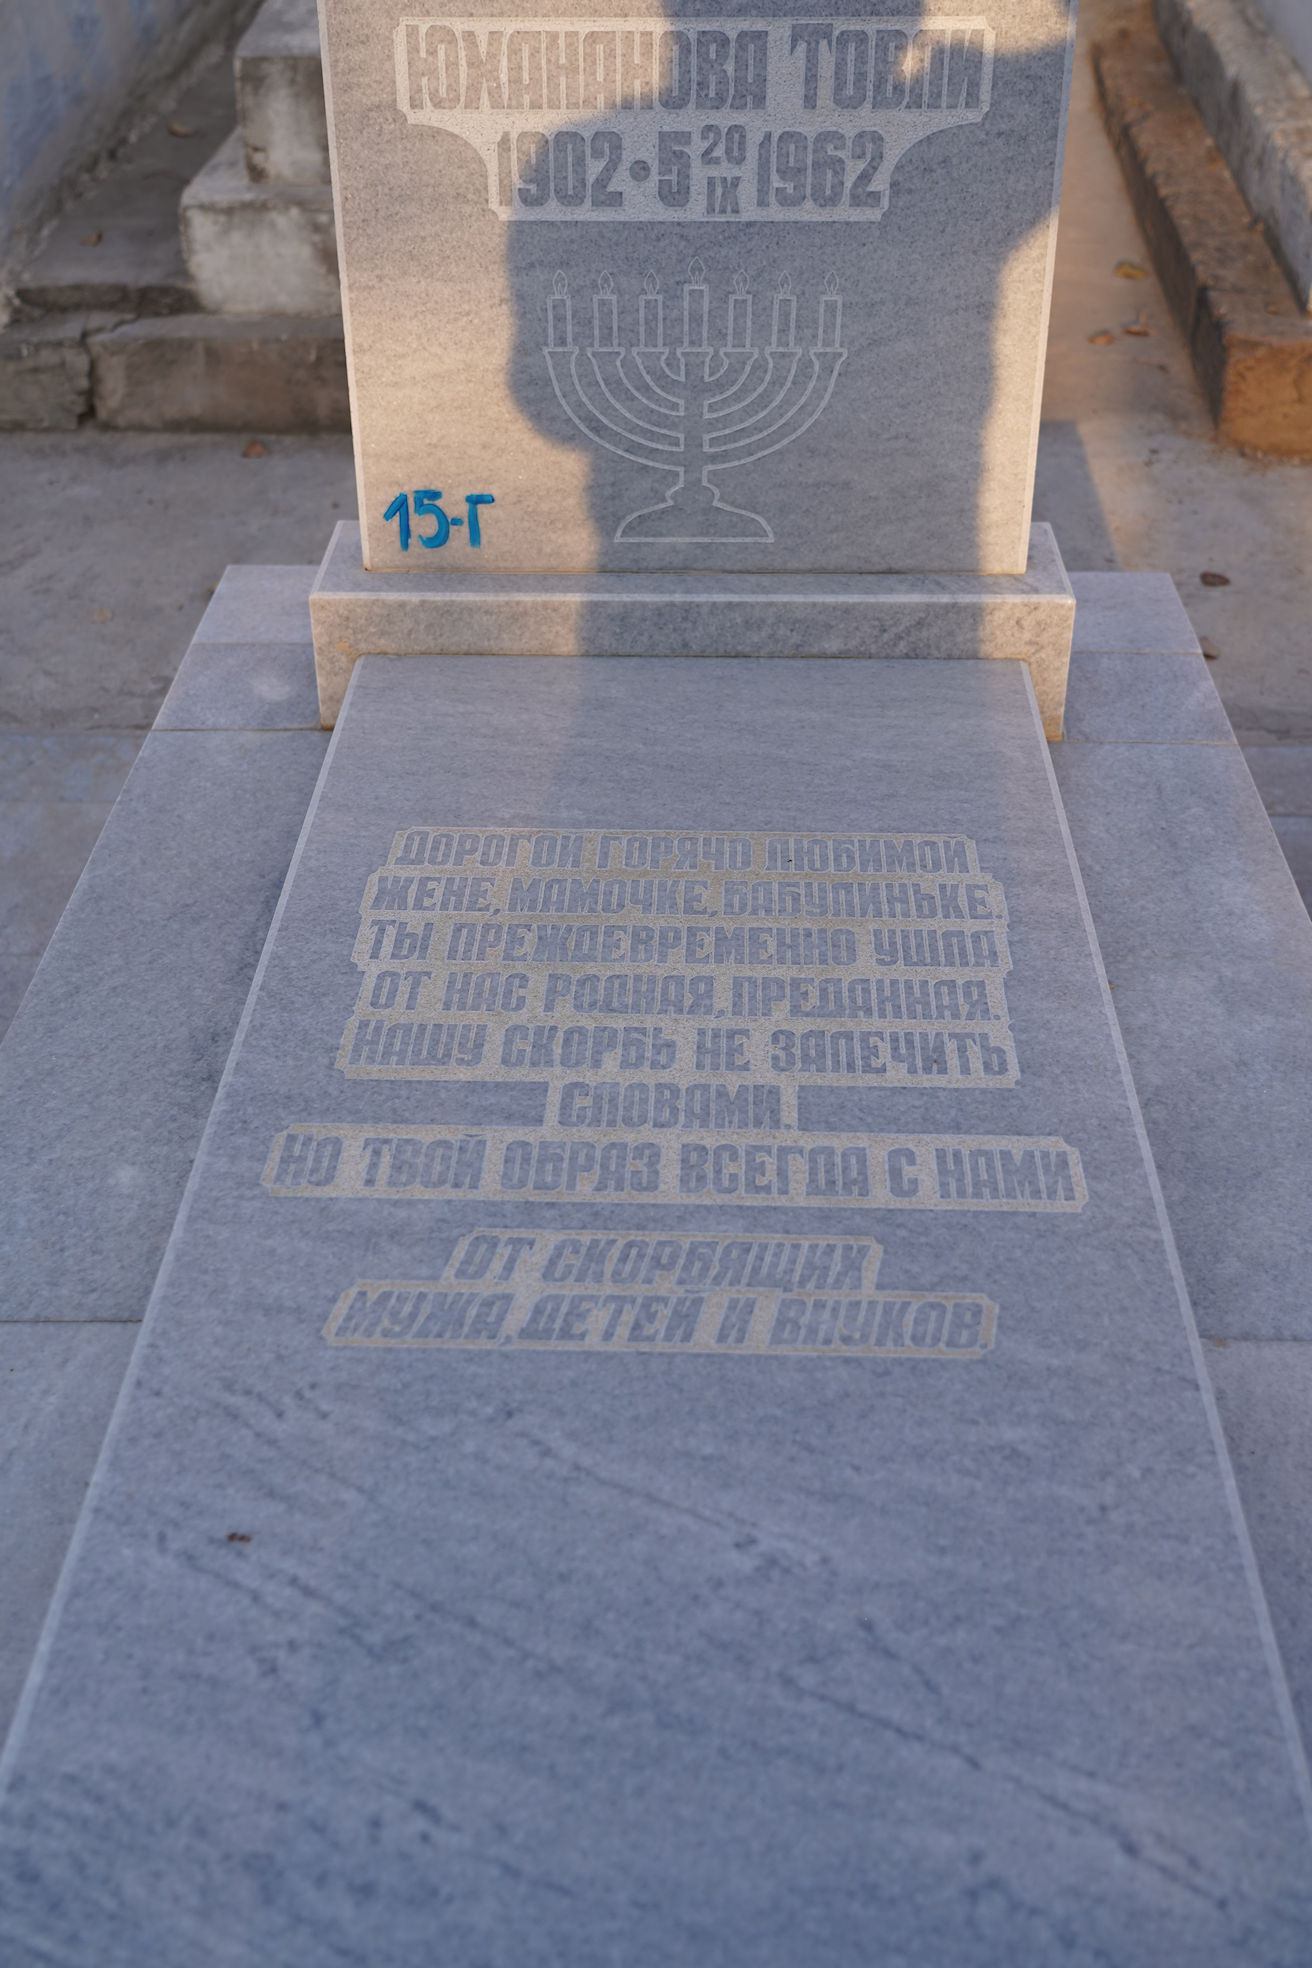 ЮХАНАНОВА ТОВЛИ
1902•5 20/IX 1962
15-Г
ДОРОГОЙ ГОРЯЧО ЛЮБИМОЙ
ЖЕНЕ, МАМОЧКЕ, БАБУЛИНЬКЕ.
ТЫ ПРЕЖДЕВРЕМЕННО УШЛА
ОТ НАС РОДНАЯ, ПРЕДАННАЯ.
НАШУ СКОРБЬ НЕ ЗАЛЕЧИТЬ
СЛОВАМИ.
НО ТВОЙ ОБРАЗ ВСЕГДА С НАМИ
ОТ СКОРБЯЩИХ
МУЖА, ДЕТЕЙ И ВНУКОВ.